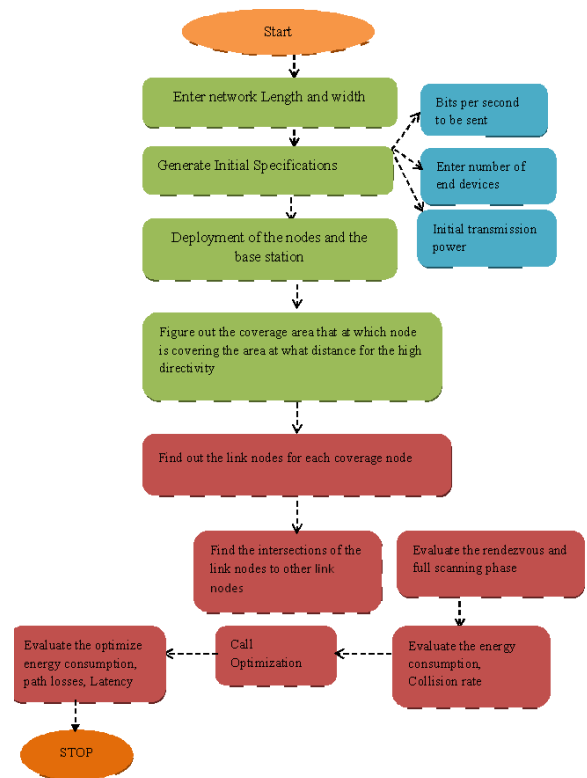 Start
Enter network Length and width
Bits per second
to be sent
Generate Initial Specifications
Enter number of
end devices
Initial transmission
power
Deployment of the nodes and the
base station
Figure out the coverage area that at which node
is covering the area at what distance for the high
directivity
Find out the link nodes for each coverage node
Find the intersections of the
link nodes to other link
nodes
Evaluate the rendezvous and
full scanning phase
Evaluate the energy
consumption,
Collision rate
Call
Optimization
Evaluate the optimize
energy consumption,
path losses, Latency
STOP